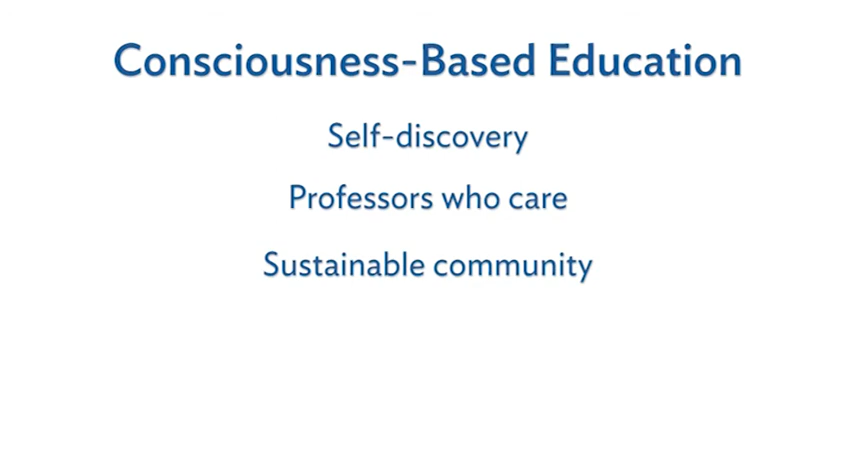 Consciousness-Based Education
Self-discovery
Professors who care
Sustainable community